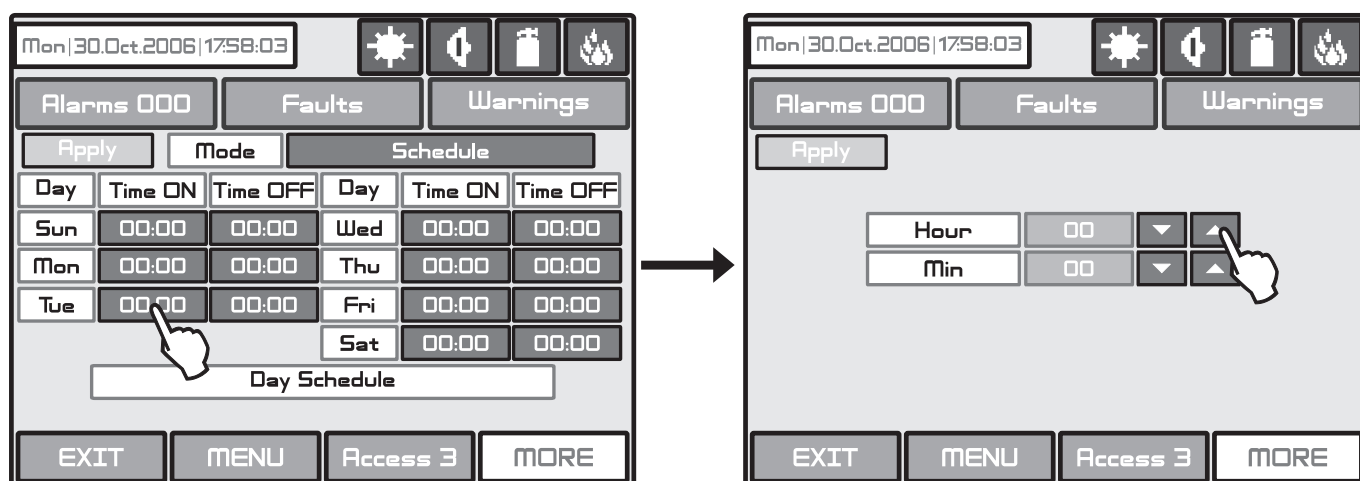 Mon|30.Oct.2006|17:58:03
Alarms 000 Faults Warnings
Apply Mode Schedule
Day Time ON Time OFF Day Time ON Time OFF
Sun 00:00 00:00 Wed 00:00 00:00
Mon 00:00 00:00 Thu 00:00 00:00
Tue 00:00 00:00 Fri 00:00 00:00
Sat 00:00 00:00
Day Schedule
EXIT MENU Access 3 MORE
Mon|30.Oct.2006|17:58:03
Alarms 000 Faults Warnings
Apply
Hour 00
Min 00
EXIT MENU Access 3 MORE